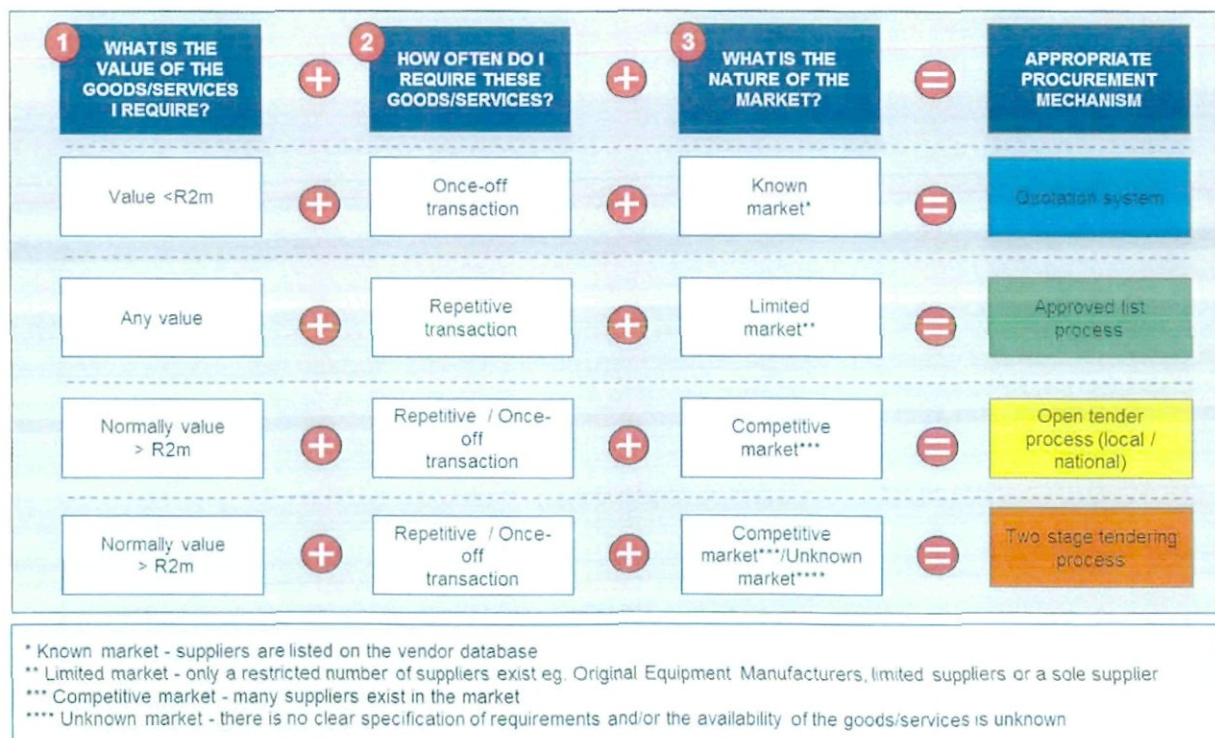 1
WHAT IS THE
VALUE OF THE
GOODS/SERVICES
I REQUIRE?
+
2
HOW OFTEN DO I
REQUIRE THESE
GOODS/SERVICES?
+
3
WHAT IS THE
NATURE OF THE
MARKET?
=
APPROPRIATE
PROCUREMENT
MECHANISM
Value <R2m
+
Once-off
transaction
+
Known
market*
=
Quotation system
Any value
+
Repetitive
transaction
+
Limited
market**
=
Approved list
process
Normally value
> R2m
+
Repetitive / Once-
off
transaction
+
Competitive
market***
=
Open tender
process (local /
national)
Normally value
> R2m
+
Repetitive / Once-
off
transaction
+
Competitive
market***/Unknown
market****
=
Two stage tendering
process
* Known market - suppliers are listed on the vendor database
** Limited market - only a restricted number of suppliers exist eg. Original Equipment Manufacturers, limited suppliers or a sole supplier
*** Competitive market - many suppliers exist in the market
**** Unknown market - there is no clear specification of requirements and/or the availability of the goods/services is unknown